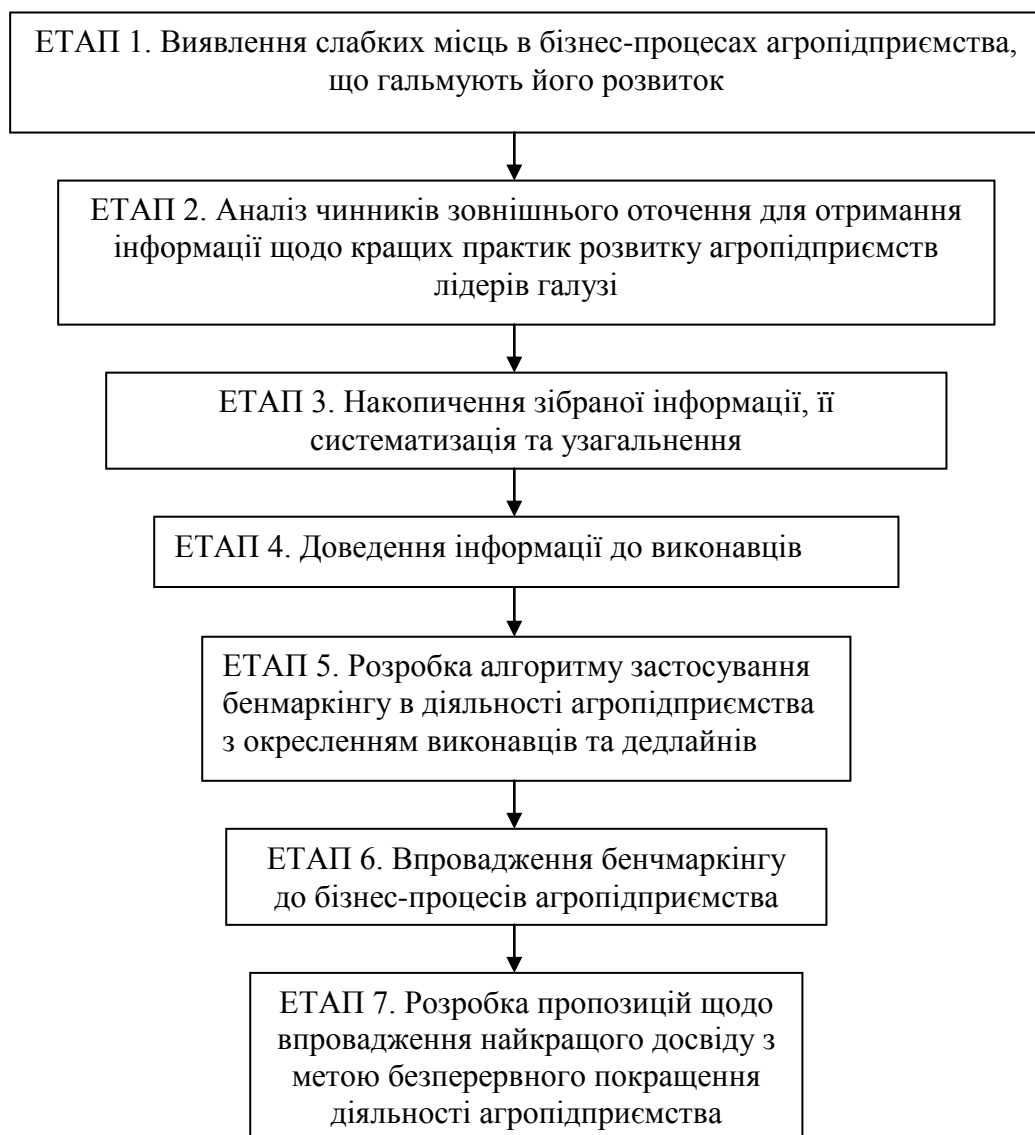 ЕТАП 1. Виявлення слабких місць в бізнес-процесах агропідприємства,
що гальмують його розвиток
ЕТАП 2. Аналіз чинників зовнішнього оточення для отримання
інформації щодо кращих практик розвитку агропідприємств
лідерів галузі
ЕТАП 3. Накопичення зібраної інформації, її
систематизація та узагальнення
ЕТАП 4. Доведення інформації до виконавців
ЕТАП 5. Розробка алгоритму застосування
бенмаркінгу в діяльності агропідприємства
з окресленням виконавців та дедлайнів
ЕТАП 6. Впровадження бенчмаркінгу
до бізнес-процесів агропідприємства
ЕТАП 7. Розробка пропозицій щодо
впровадження найкращого досвіду з
метою безперервного покращення
діяльності агропідприємства